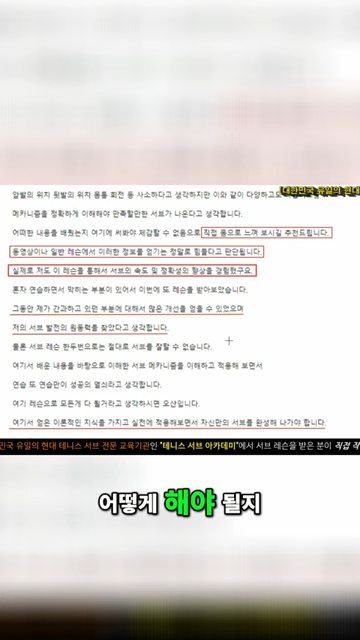 대한민국 유일의 현대
앞발의 위치 뒷발의 위치 몸통 회전 등 사소하다고 생각하지만 이와 같이 다양하고도
메카니즘을 정확하게 이해해야 만족할만한 서브가 나온다고 생각합니다.
어떠한 내용을 배웠는지 여기에 써봐야 체감할 수 없음으로 직접 몸으로 느껴 보시길 추천드립니다.
동영상이나 일반 레슨에서 이러한 정보를 얻기는 정말로 힘들다고 판단됩니다.
실제로 저도 이 레슨을 통해서 서브의 속도 및 정확성의 향상을 경험했구요.
혼자 연습하면서 막히는 부분이 있어서 이번에 또 레슨을 받아보았습니다.
그동안 제가 간과하고 있던 부분에 대해서 많은 개선을 얻을 수 있었으며
저의 서브 발전의 원동력을 찾았다고 생각합니다.
물론 서브 레슨 한두번으로는 절대로 서브를 잘할 수 없습니다.
여기서 배운 내용을 바탕으로 이해한 서브 메카니즘을 이해하고 적용해 보면서
연습 또 연습만이 성공의 열쇠라고 생각합니다.
여기 레슨으로 모든게 다 될거라고 생각하시면 오산입니다.
여기서 얻은 이론적인 지식을 가지고 실전에 적용해보면서 자신만의 서브를 완성해 나가야 합니다.
민국 유일의 현대 테니스 서브 전문 교육기관인 "테니스 서브 아카데미"에서 서브 레슨을 받은 분이 직접 작
어떻게 해야 될지